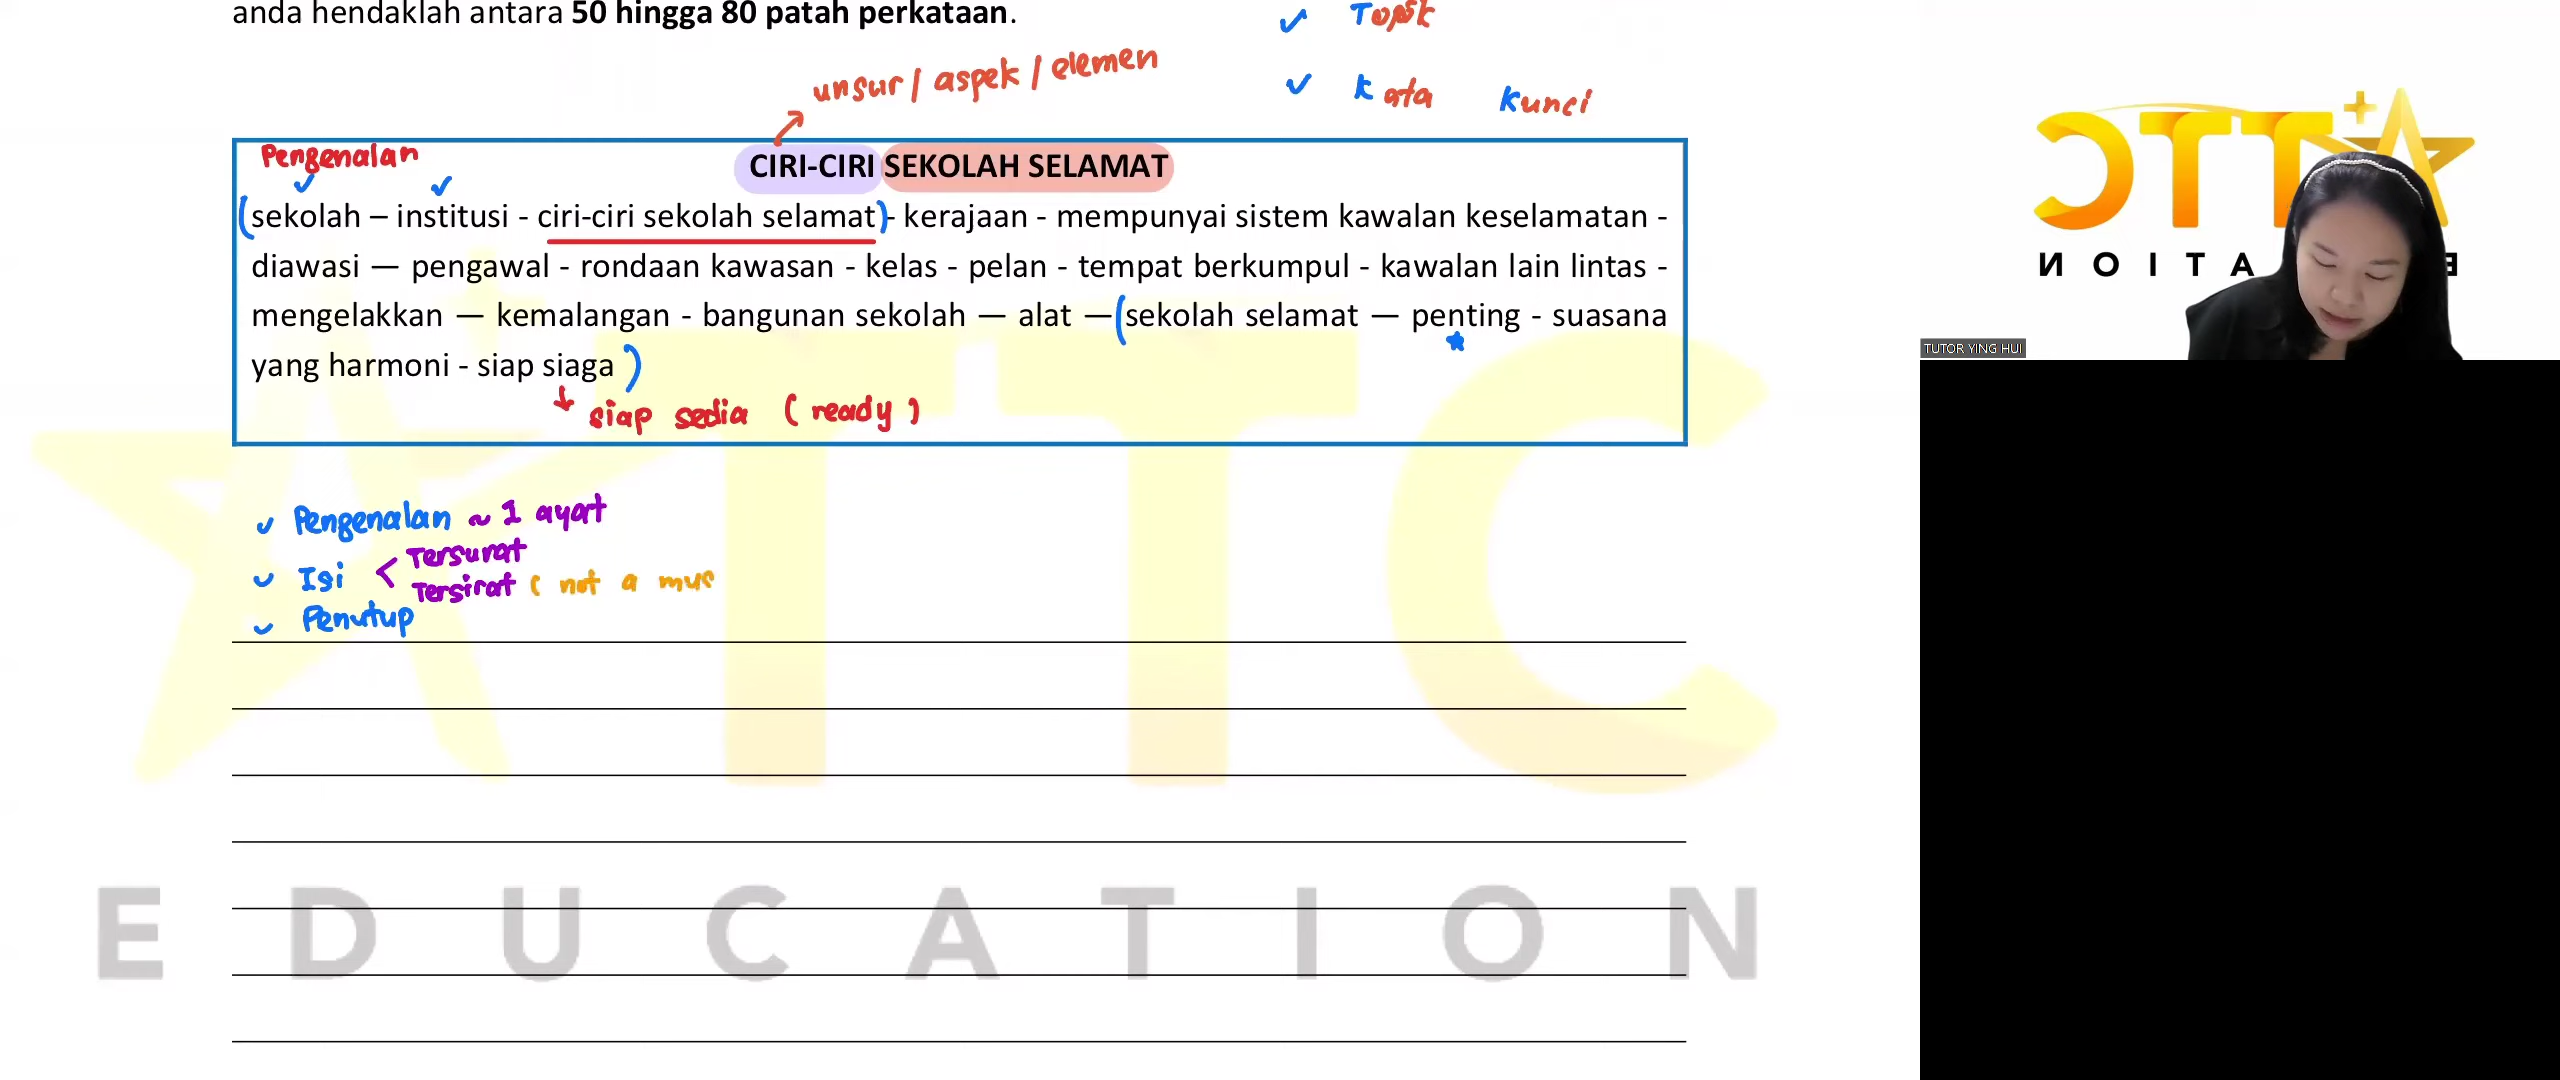 anda hendaklah antara 50 hingga 80 patah perkataan.
✓ Topik
unsur / aspek / elemen
✓ Kata Kunci
Pengenalan
CIRI-CIRI SEKOLAH SELAMAT
(sekolah – institusi - ciri-ciri sekolah selamat)- kerajaan - mempunyai sistem kawalan keselamatan -
diawasi — pengawal - rondaan kawasan - kelas - pelan - tempat berkumpul - kawalan lain lintas -
mengelakkan — kemalangan - bangunan sekolah — alat —(sekolah selamat — penting - suasana
yang harmoni - siap siaga )
siap sedia ( ready )
✓ Pengenalan ~ 1 ayat
✓ Isi < Tersurat
Tersirat ( not a mus
✓ Penutup
TTC
EDUCATION
TUTOR YING HUI